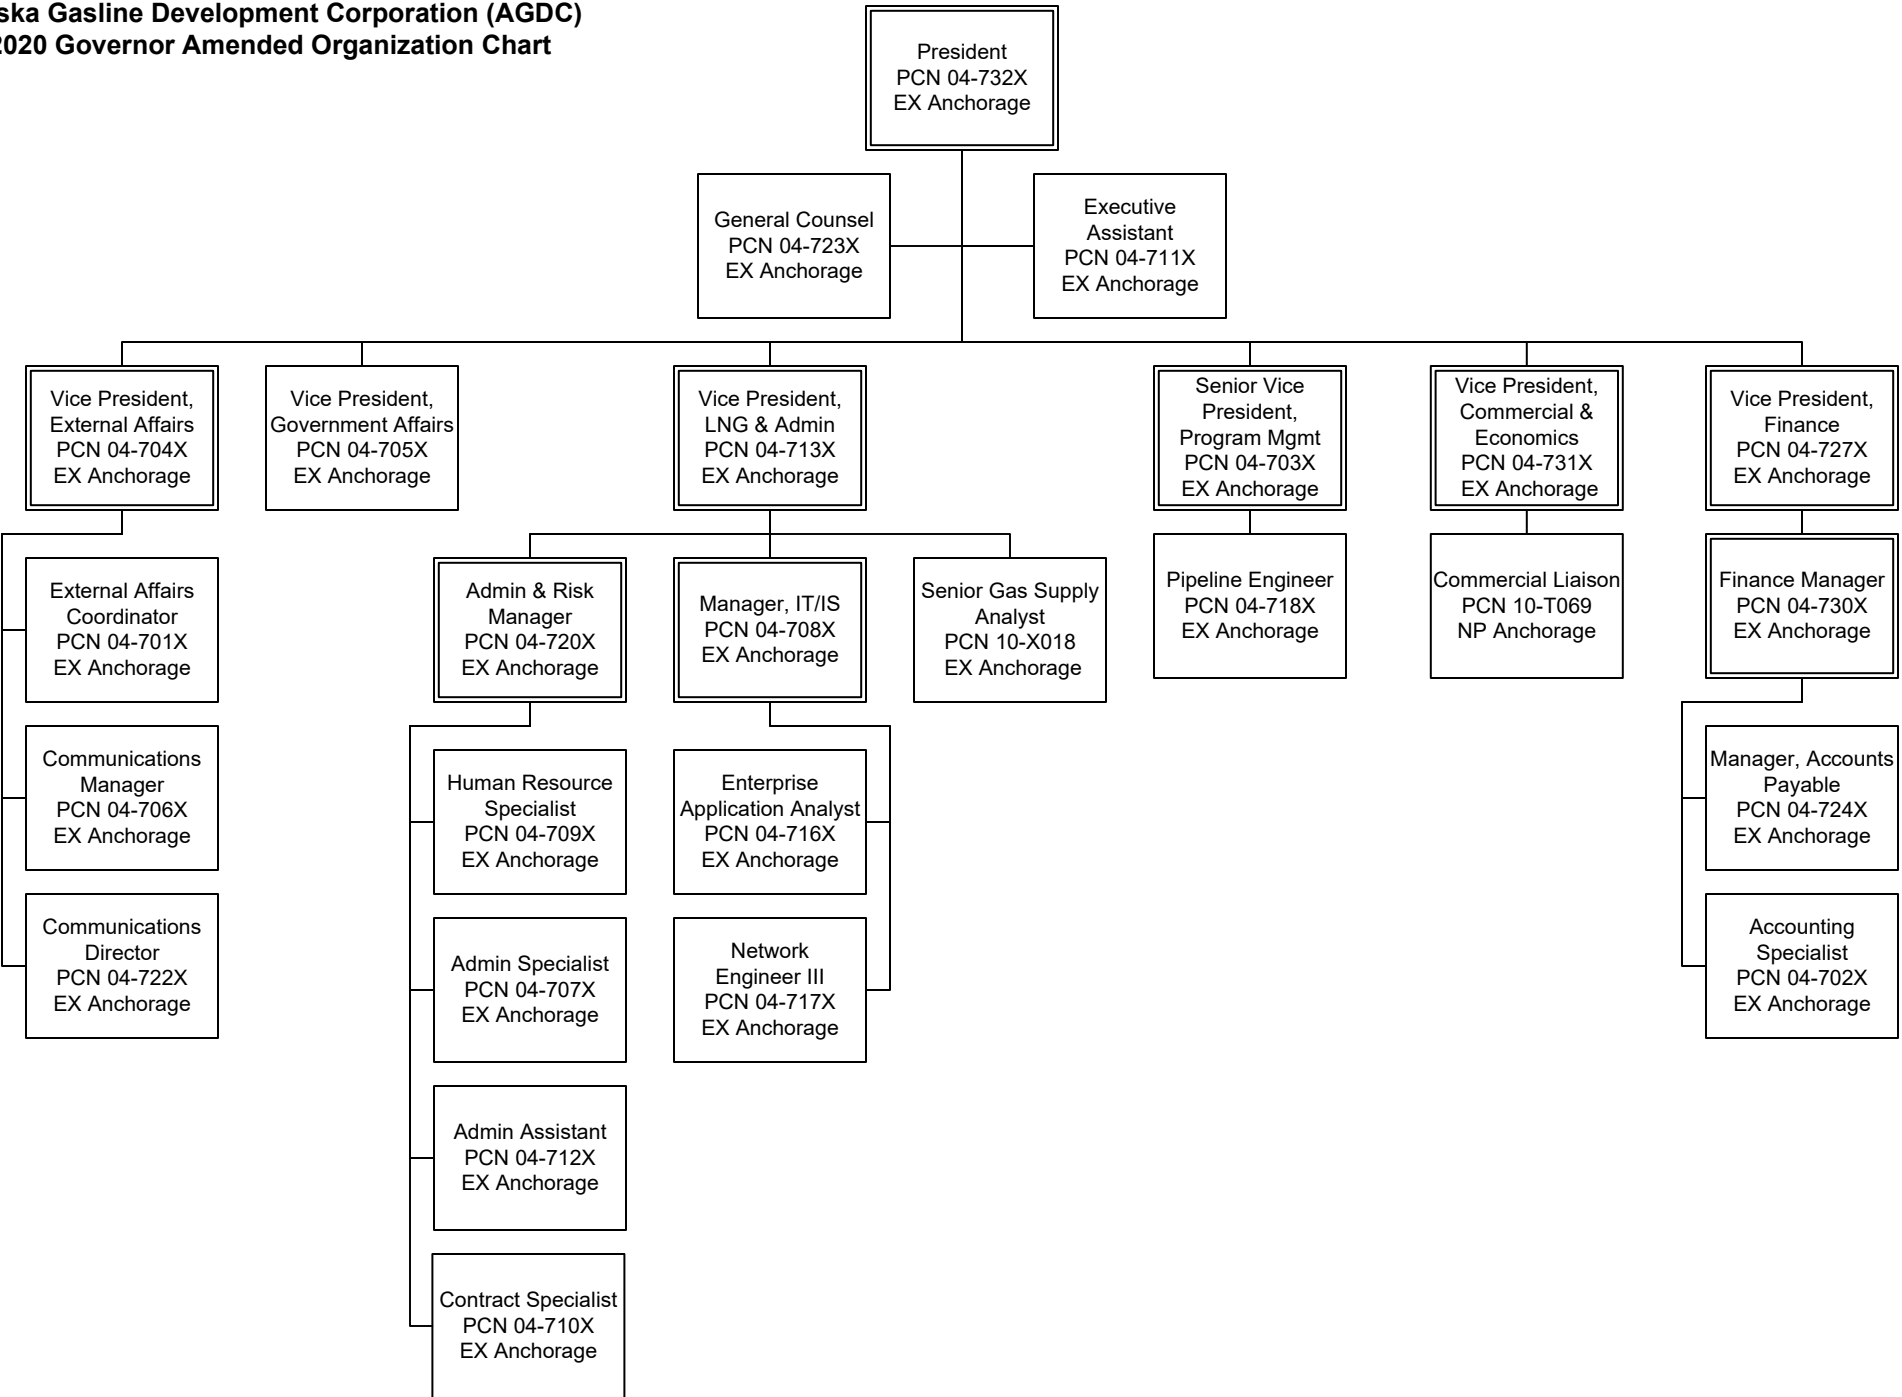 ska Gasline Development Corporation (AGDC)
2020 Governor Amended Organization Chart
President
PCN 04-732X
EX Anchorage
General Counsel
PCN 04-723X
EX Anchorage
Executive
Assistant
PCN 04-711X
EX Anchorage
Vice President,
External Affairs
PCN 04-704X
EX Anchorage
Vice President,
Government Affairs
PCN 04-705X
EX Anchorage
Vice President,
LNG & Admin
PCN 04-713X
EX Anchorage
Senior Vice
President,
Program Mgmt
PCN 04-703X
EX Anchorage
Vice President,
Commercial &
Economics
PCN 04-731X
EX Anchorage
Vice President,
Finance
PCN 04-727X
EX Anchorage
External Affairs
Coordinator
PCN 04-701X
EX Anchorage
Admin & Risk
Manager
PCN 04-720X
EX Anchorage
Manager, IT/IS
PCN 04-708X
EX Anchorage
Senior Gas Supply
Analyst
PCN 10-X018
EX Anchorage
Pipeline Engineer
PCN 04-718X
EX Anchorage
Commercial Liaison
PCN 10-T069
NP Anchorage
Finance Manager
PCN 04-730X
EX Anchorage
Communications
Manager
PCN 04-706X
EX Anchorage
Human Resource
Specialist
PCN 04-709X
EX Anchorage
Enterprise
Application Analyst
PCN 04-716X
EX Anchorage
Manager, Accounts
Payable
PCN 04-724X
EX Anchorage
Communications
Director
PCN 04-722X
EX Anchorage
Admin Specialist
PCN 04-707X
EX Anchorage
Network
Engineer III
PCN 04-717X
EX Anchorage
Accounting
Specialist
PCN 04-702X
EX Anchorage
Admin Assistant
PCN 04-712X
EX Anchorage
Contract Specialist
PCN 04-710X
EX Anchorage